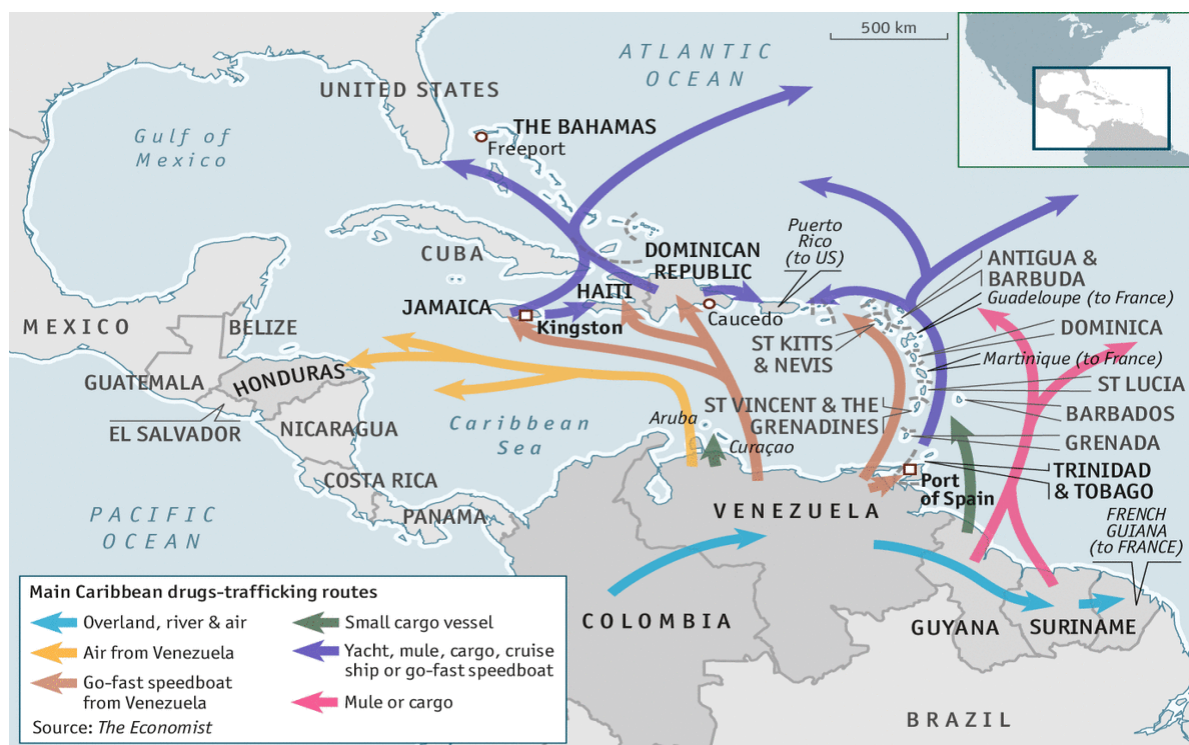 500 km
ATLANTIC
OCEAN
UNITED STATES
Gulf of
Mexico
THE BAHAMAS
Freeport
CUBA
DOMINICAN
REPUBLIC
Puerto
Rico
(to US)
ANTIGUA &
BARBUDA
Guadeloupe (to France)
JAMAICA
HAITI
Kingston
Caucedo
ST KITTS
& NEVIS
DOMINICA
Martinique (to France)
MEXICO
BELIZE
GUATEMALA
HONDURAS
ST LUCIA
EL SALVADOR
NICARAGUA
Caribbean
Sea
Aruba
Curaçao
ST VINCENT & THE
GRENADINES
BARBADOS
GRENADA
COSTA RICA
PANAMA
Port
of Spain
TRINIDAD
& TOBAGO
PACIFIC
OCEAN
VENEZUELA
FRENCH
GUIANA
(to FRANCE)
COLOMBIA
GUYANA
SURINAME
BRAZIL
Main Caribbean drugs-trafficking routes
Overland, river & air
Air from Venezuela
Go-fast speedboat
from Venezuela
Small cargo vessel
Yacht, mule, cargo, cruise
ship or go-fast speedboat
Mule or cargo
Source: The Economist